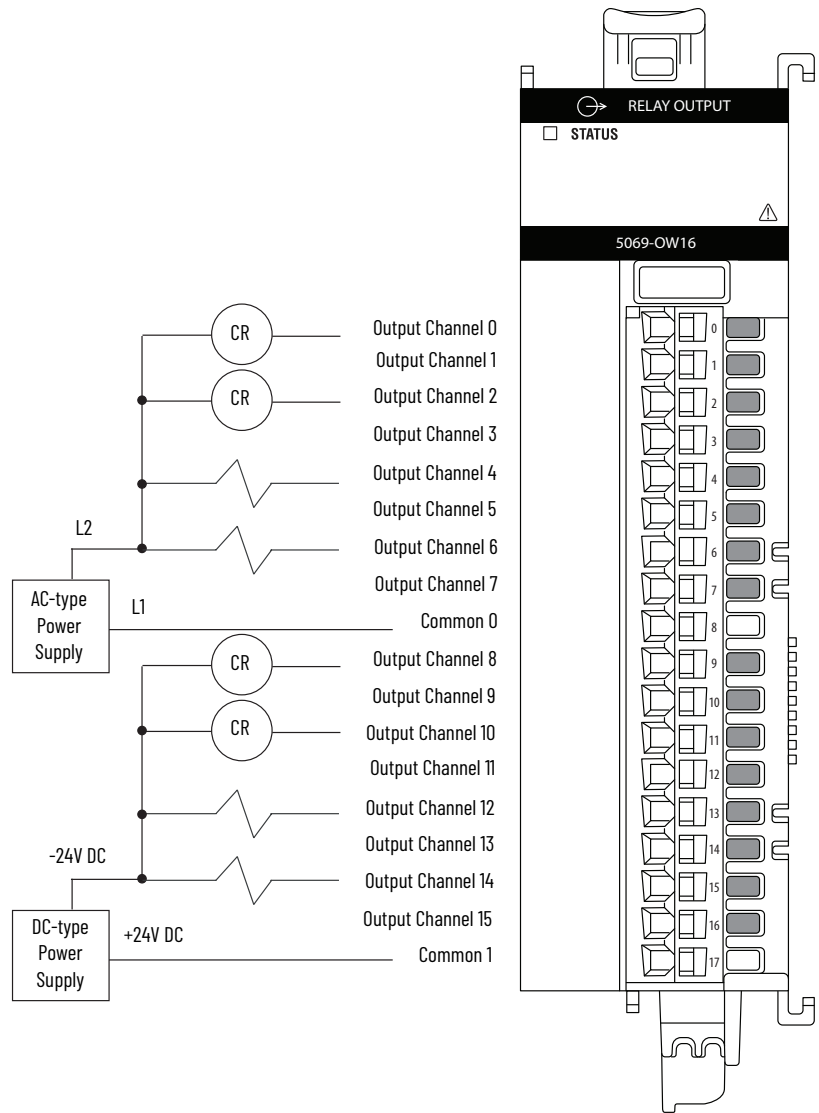 RELAY OUTPUT
STATUS
5069-OW16
CR
Output Channel 0
0
Output Channel 1
1
CR
Output Channel 2
2
Output Channel 3
3
Output Channel 4
4
Output Channel 5
5
L2
Output Channel 6
6
Output Channel 7
7
AC-type
Power
Supply
L1
Common 0
8
CR
Output Channel 8
9
Output Channel 9
10
CR
Output Channel 10
11
Output Channel 11
12
Output Channel 12
13
Output Channel 13
14
-24V DC
Output Channel 14
15
Output Channel 15
16
DC-type
Power
Supply
+24V DC
Common 1
17